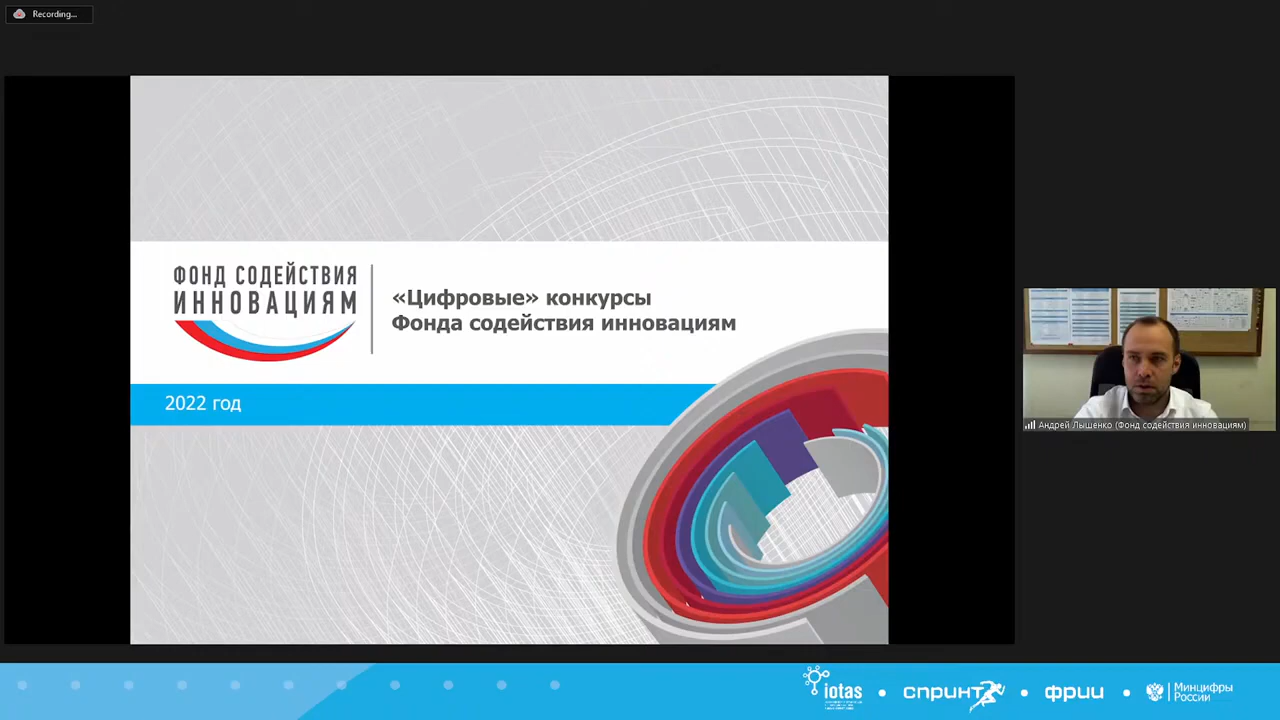 Recording...
ФОНД СОДЕЙСТВИЯ
ИННОВАЦИЯМ
«Цифровые» конкурсы
Фонда содействия инновациям
2022 год
Андрей Лышенко (Фонд содействия инновациям)
iotas
спринт
фрии
Минцифры
России